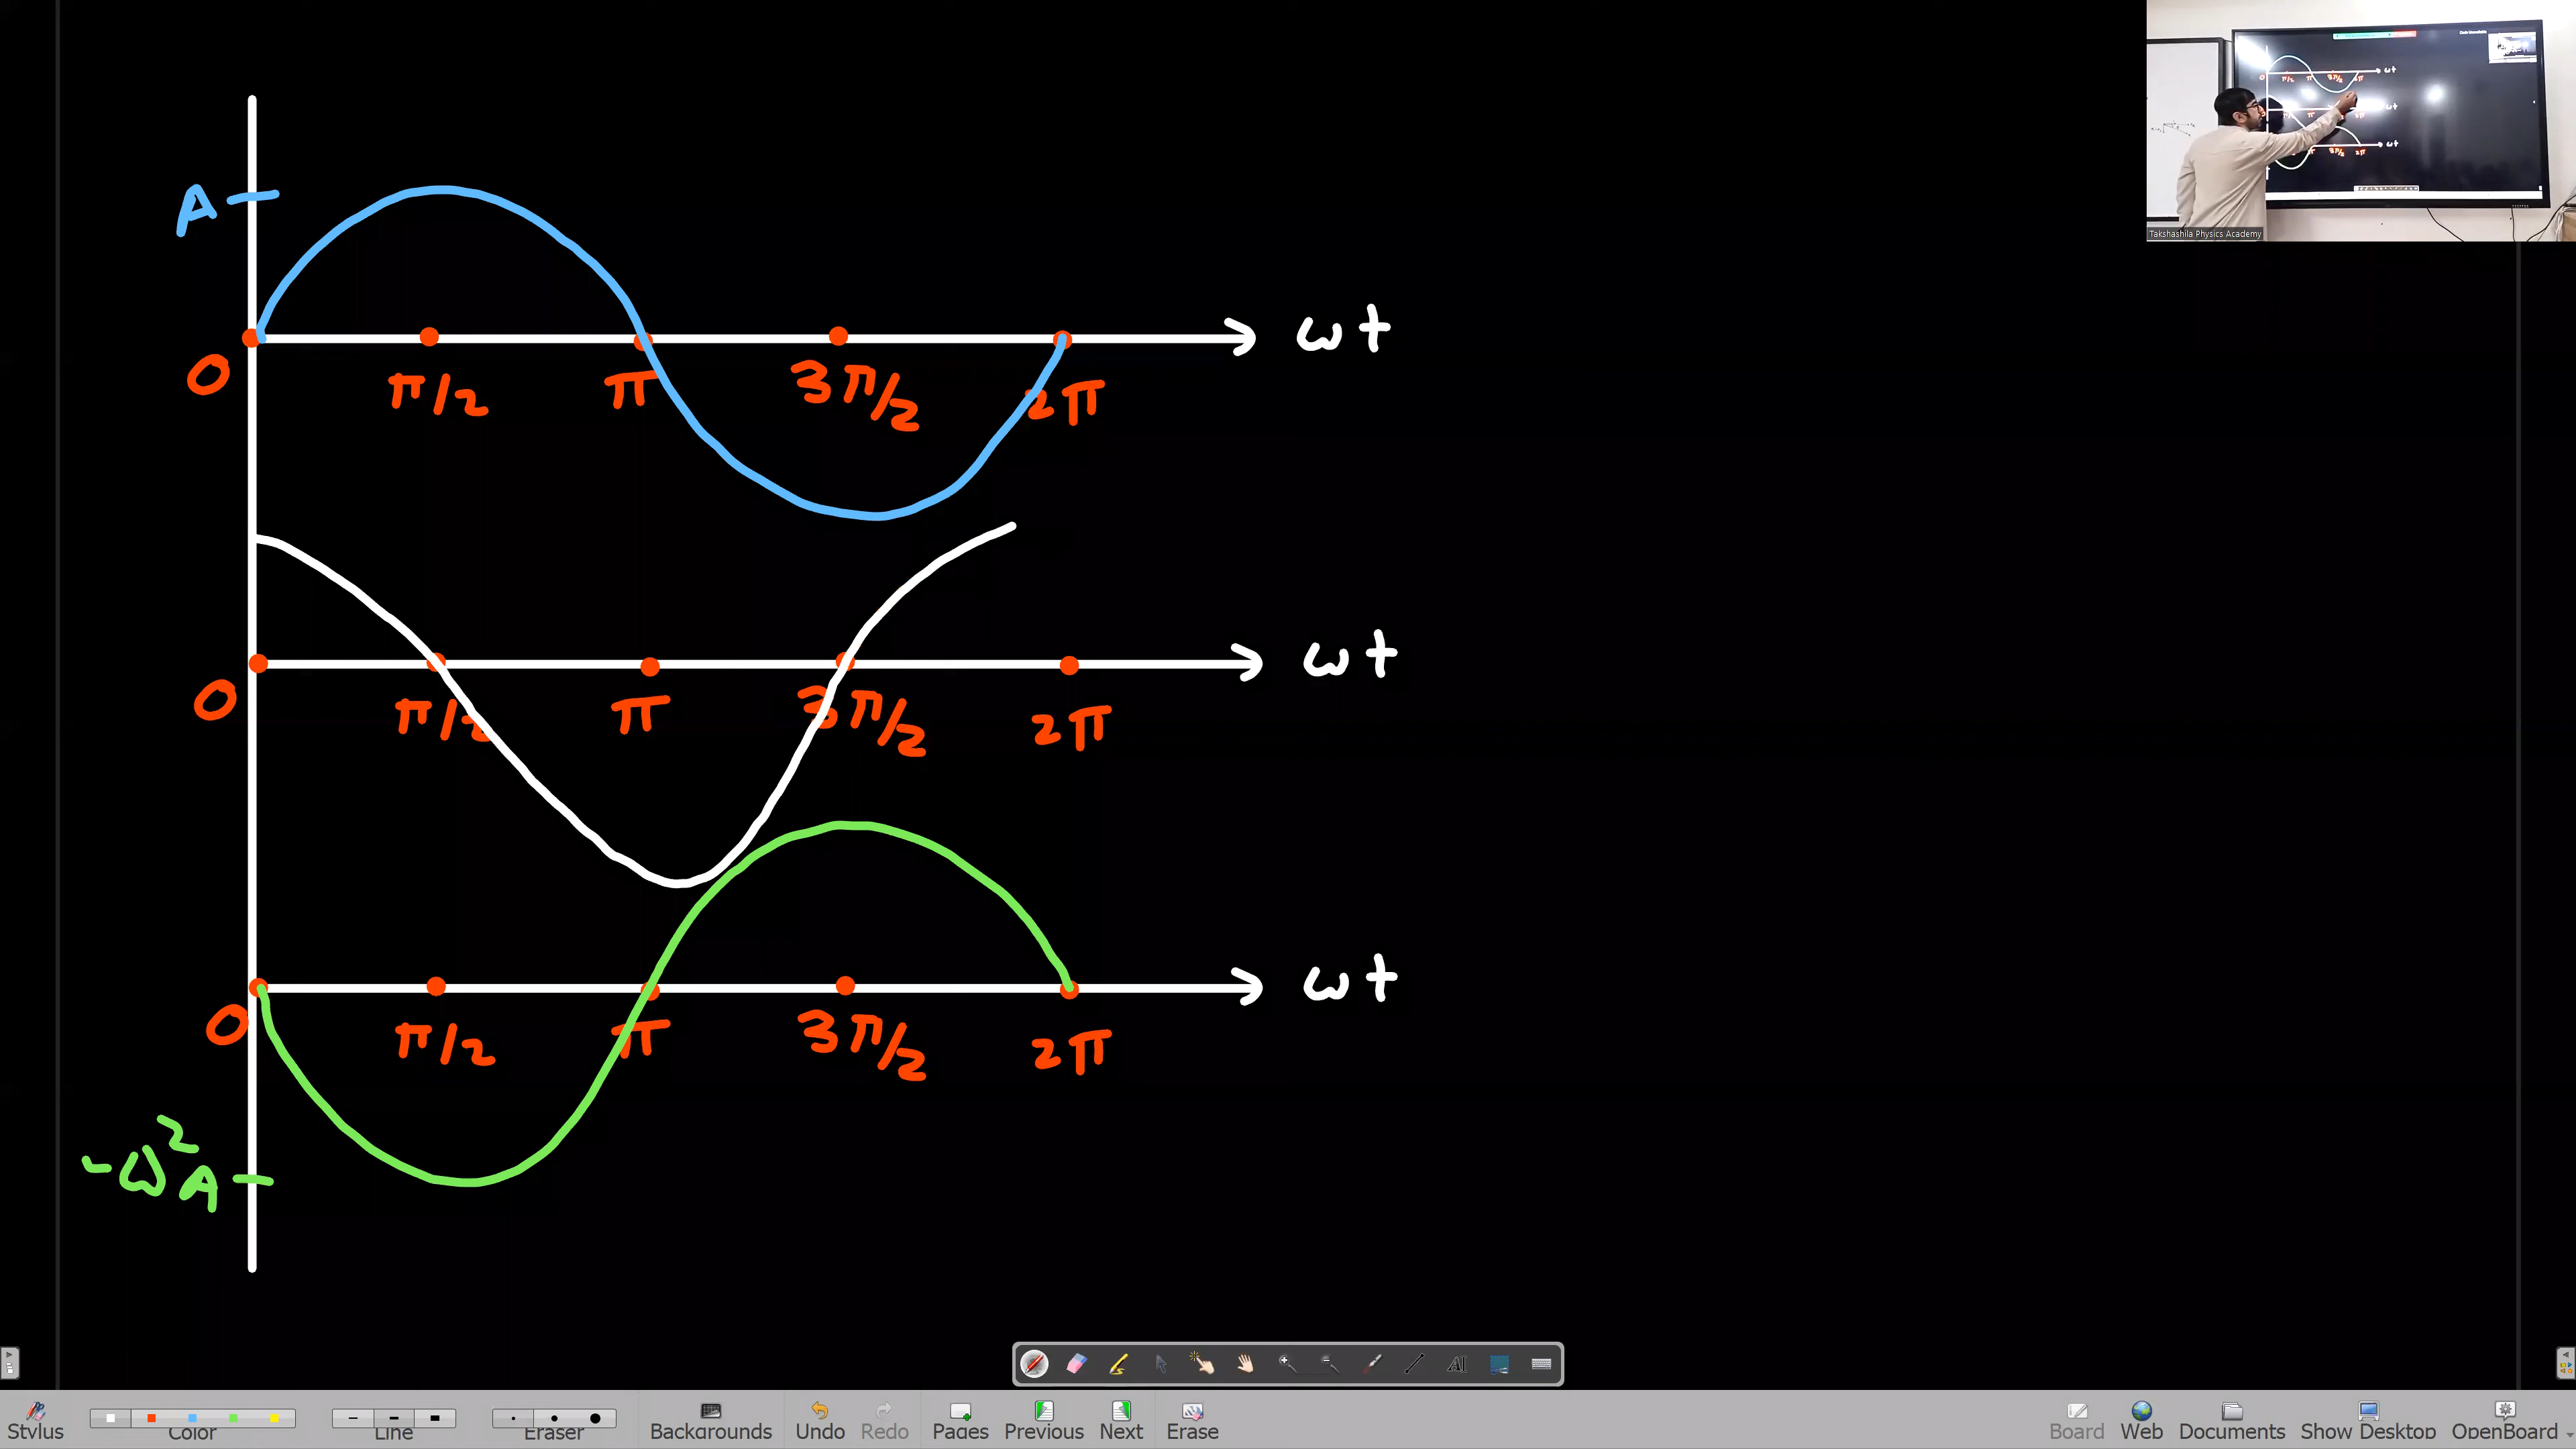 Takshashila Physics Academy
A
ωt
0 π/2 π 3π/2 2π
ωt
0 π/2 π 3π/2 2π
ωt
0 π/2 π 3π/2 2π
-ω²A
Stylus Color Line Eraser Backgrounds Undo Redo Pages Previous Next Erase Board Web Documents Show Desktop OpenBoard